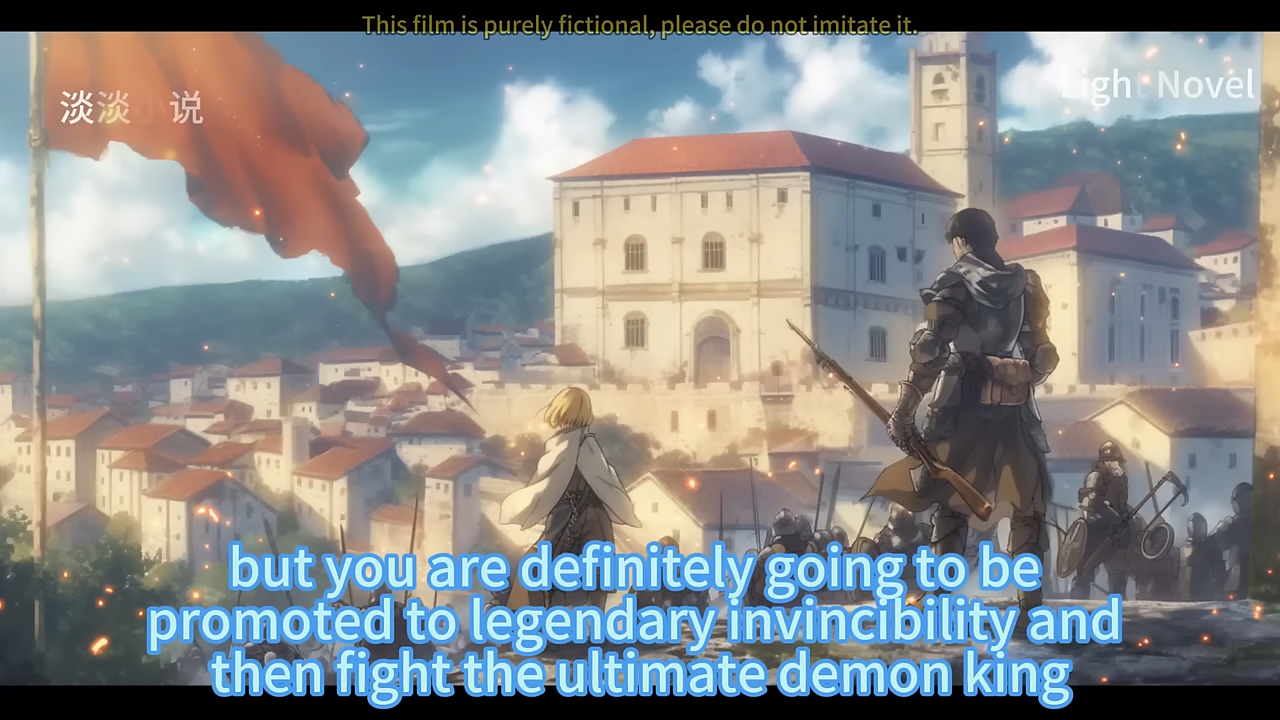 This film is purely fictional, please do not imitate it.
淡淡小说
Light Novel
but you are definitely going to be
promoted to legendary invincibility and
then fight the ultimate demon king